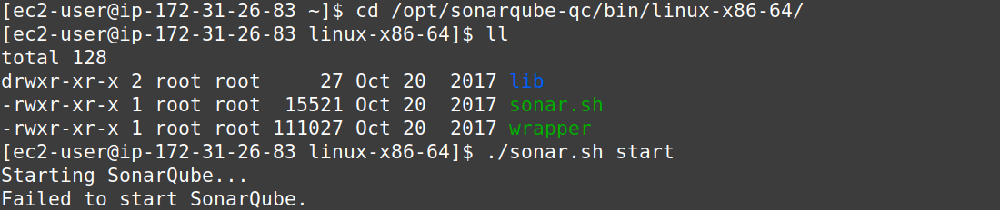 [ec2-user@ip-172-31-26-83 ~]$ cd /opt/sonarqube-qc/bin/linux-x86-64/
[ec2-user@ip-172-31-26-83 linux-x86-64]$ ll
total 128
drwxr-xr-x 2 root root     27 Oct 20  2017 lib
-rwxr-xr-x 1 root root  15521 Oct 20  2017 sonar.sh
-rwxr-xr-x 1 root root 111027 Oct 20  2017 wrapper
[ec2-user@ip-172-31-26-83 linux-x86-64]$ ./sonar.sh start
Starting SonarQube...
Failed to start SonarQube.